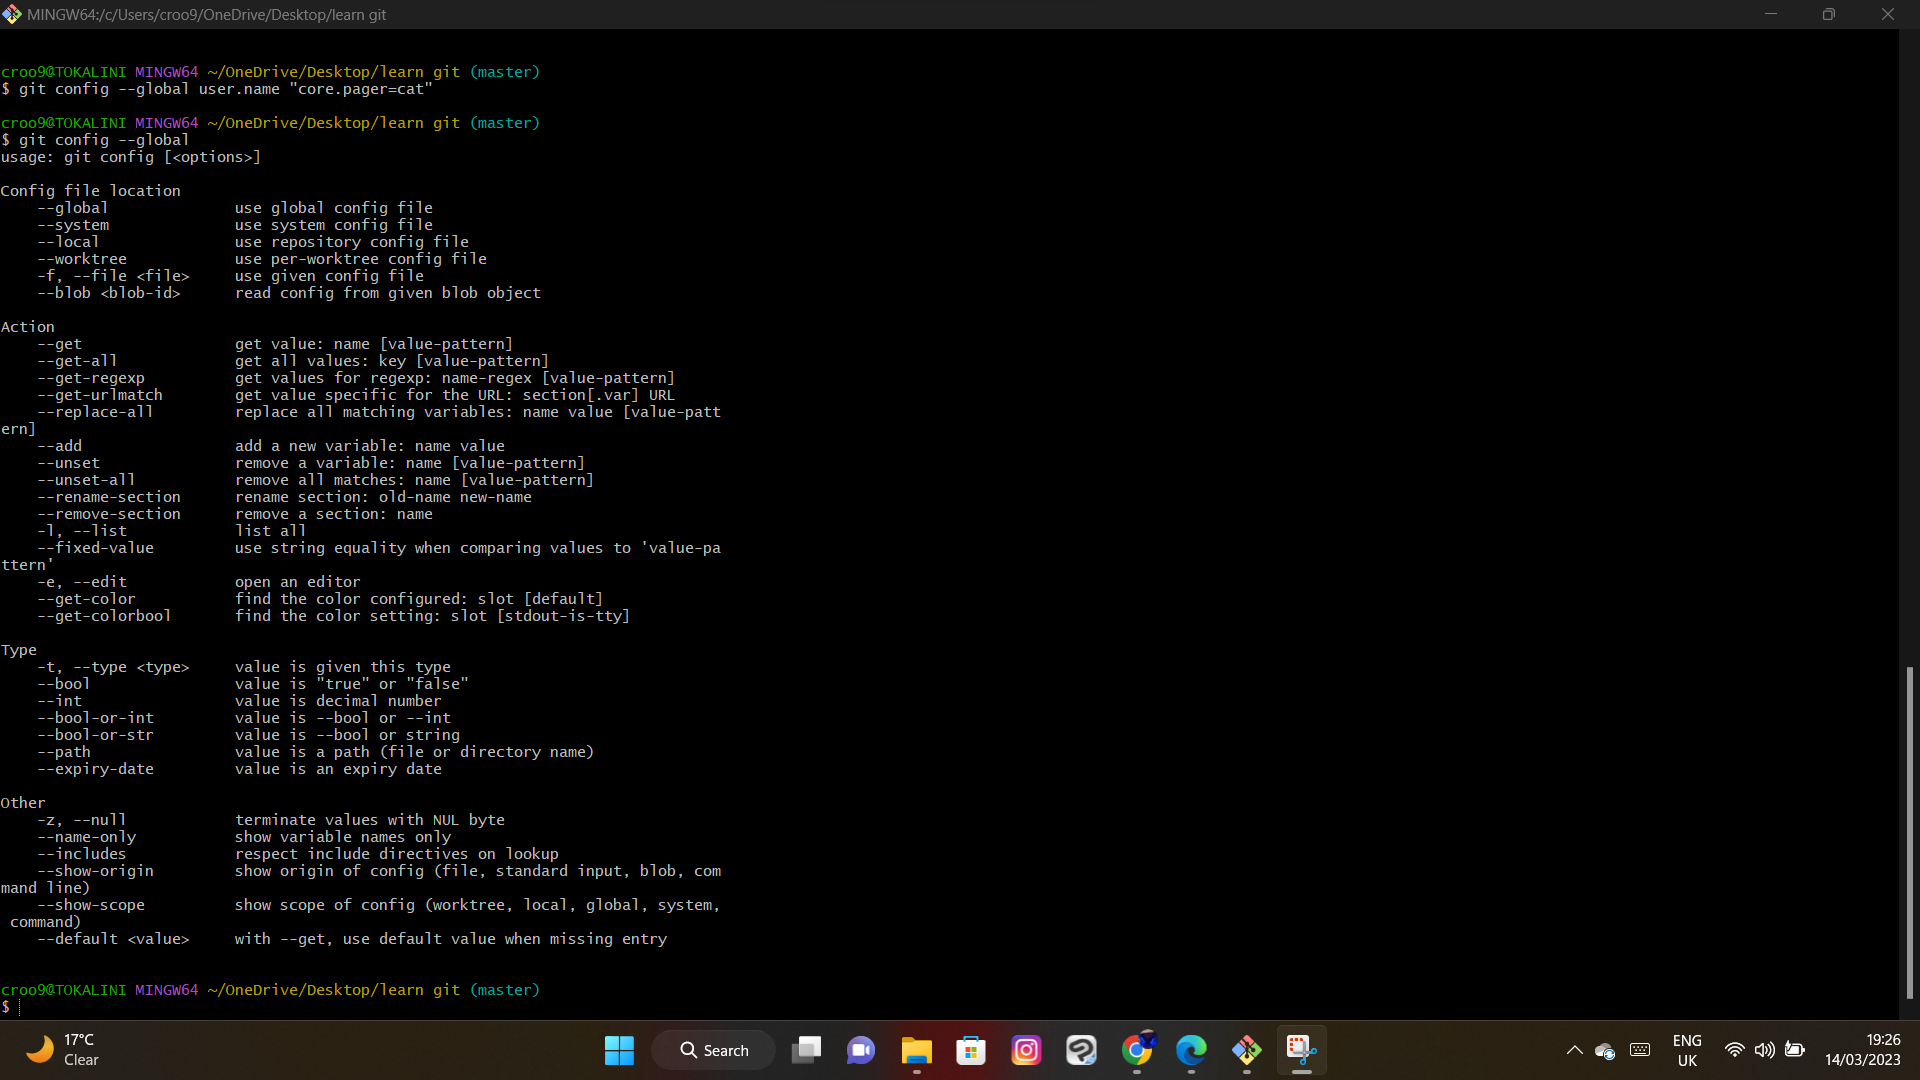 MINGW64:/c/Users/croo9/OneDrive/Desktop/learn git
croo9@TOKALINI MINGW64 ~/OneDrive/Desktop/learn git (master)
$ git config --global user.name "core.pager=cat"
croo9@TOKALINI MINGW64 ~/OneDrive/Desktop/learn git (master)
$ git config --global
usage: git config [<options>]
Config file location
--global use global config file
--system use system config file
--local use repository config file
--worktree use per-worktree config file
-f, --file <file> use given config file
--blob <blob-id> read config from given blob object
Action
--get get value: name [value-pattern]
--get-all get all values: key [value-pattern]
--get-regexp get values for regexp: name-regex [value-pattern]
--get-urlmatch get value specific for the URL: section[.var] URL
--replace-all replace all matching variables: name value [value-patt
ern]
--add add a new variable: name value
--unset remove a variable: name [value-pattern]
--unset-all remove all matches: name [value-pattern]
--rename-section rename section: old-name new-name
--remove-section remove a section: name
-l, --list list all
--fixed-value use string equality when comparing values to 'value-pa
ttern'
-e, --edit open an editor
--get-color find the color configured: slot [default]
--get-colorbool find the color setting: slot [stdout-is-tty]
Type
-t, --type <type> value is given this type
--bool value is "true" or "false"
--int value is decimal number
--bool-or-int value is --bool or --int
--bool-or-str value is --bool or string
--path value is a path (file or directory name)
--expiry-date value is an expiry date
Other
-z, --null terminate values with NUL byte
--name-only show variable names only
--includes respect include directives on lookup
--show-origin show origin of config (file, standard input, blob, com
mand line)
--show-scope show scope of config (worktree, local, global, system,
command)
--default <value> with --get, use default value when missing entry
croo9@TOKALINI MINGW64 ~/OneDrive/Desktop/learn git (master)
$
17°C
Clear
Search
ENG
UK
19:26
14/03/2023